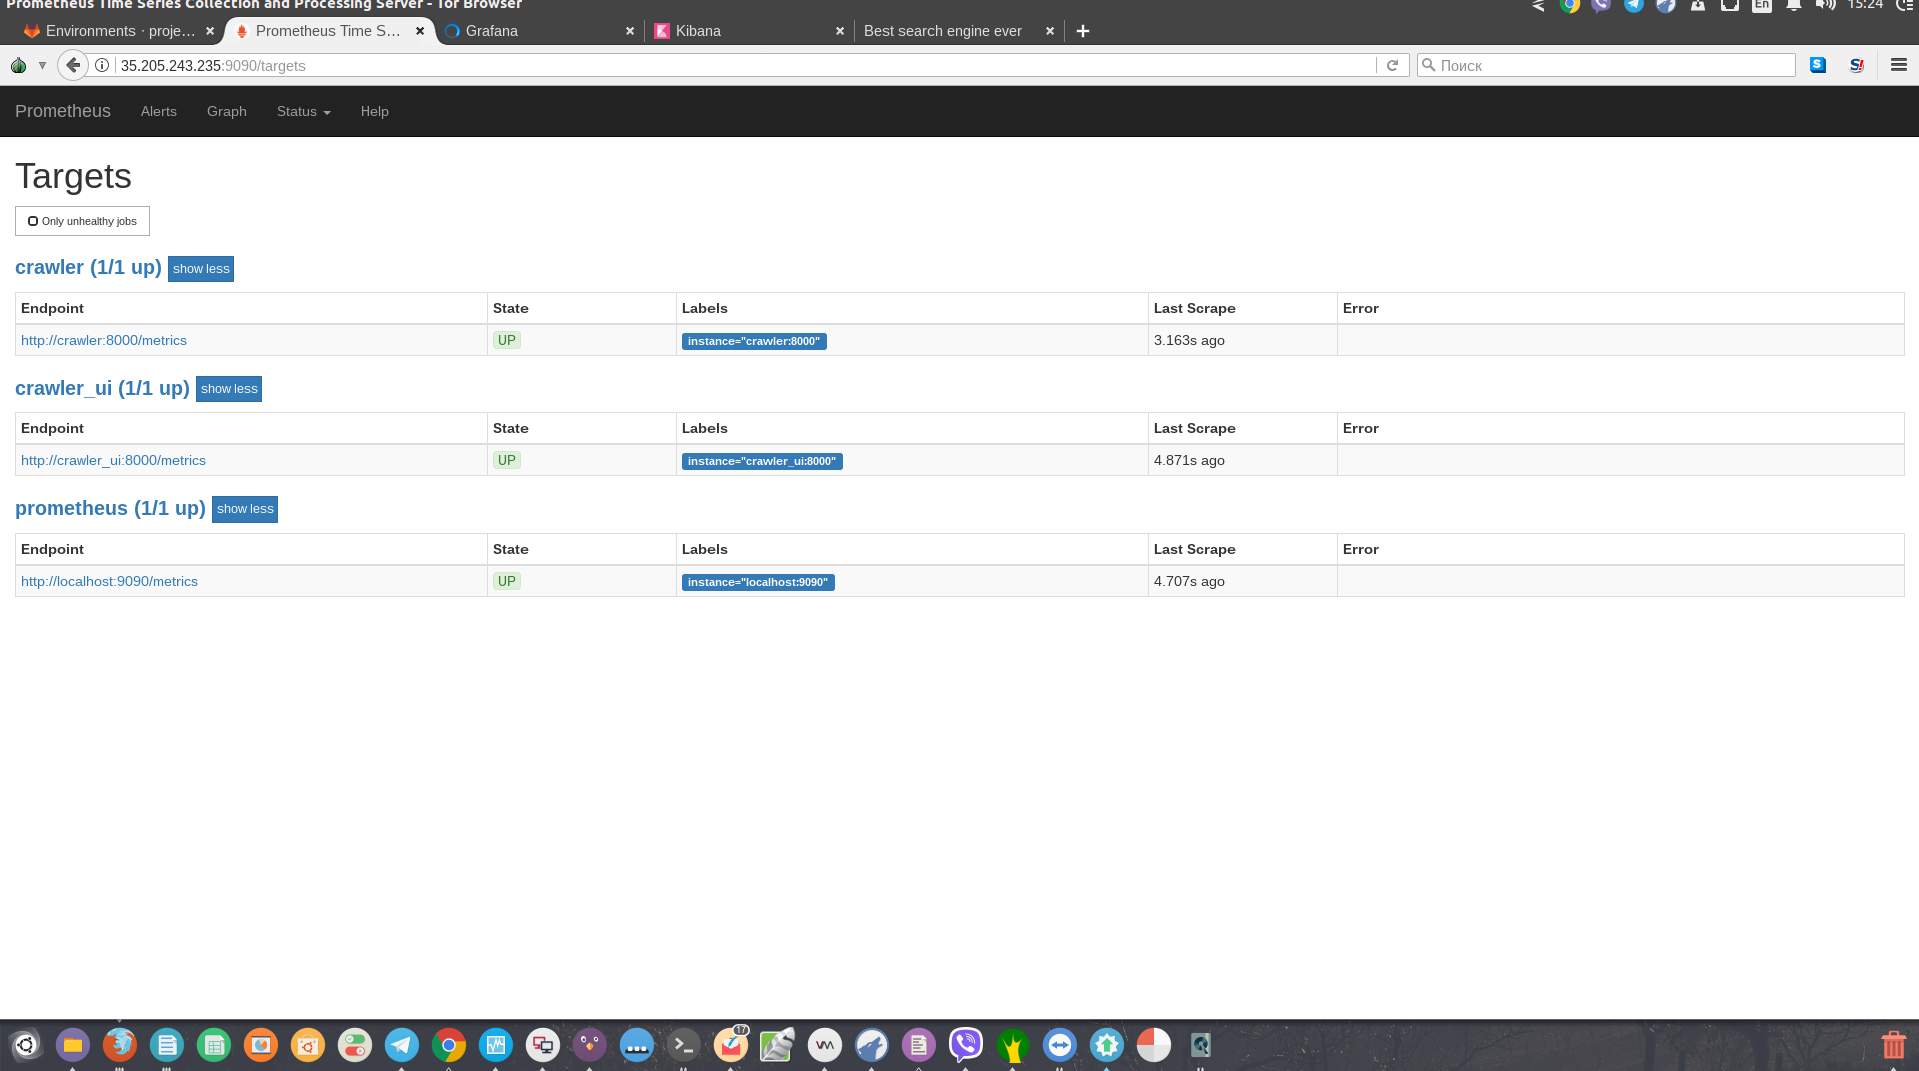 Prometheus Time Series Collection and Processing Server - Tor Browser
En
15:24
Environments · proje…
Prometheus Time S…
Grafana
Kibana
Best search engine ever
35.205.243.235:9090/targets
Поиск
Prometheus
Alerts
Graph
Status
Help
Targets
Only unhealthy jobs
crawler (1/1 up) show less
Endpoint State Labels Last Scrape Error
http://crawler:8000/metrics UP instance="crawler:8000" 3.163s ago
crawler_ui (1/1 up) show less
Endpoint State Labels Last Scrape Error
http://crawler_ui:8000/metrics UP instance="crawler_ui:8000" 4.871s ago
prometheus (1/1 up) show less
Endpoint State Labels Last Scrape Error
http://localhost:9090/metrics UP instance="localhost:9090" 4.707s ago
17